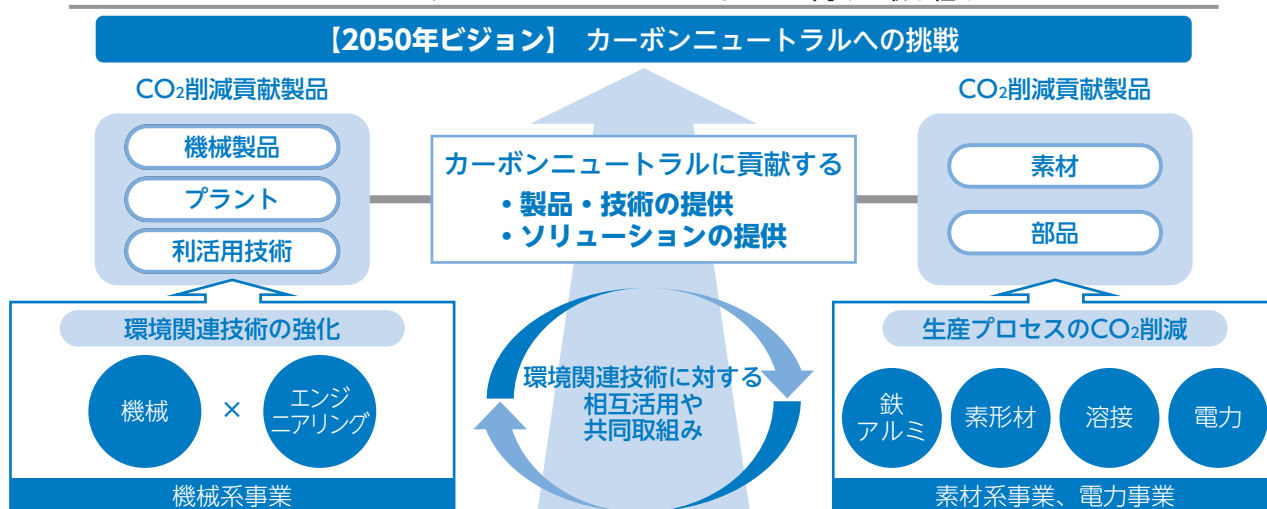 【2050年ビジョン】 カーボンニュートラルへの挑戦
CO₂削減貢献製品
機械製品
プラント
利活用技術
カーボンニュートラルに貢献する
・製品・技術の提供
・ソリューションの提供
CO₂削減貢献製品
素材
部品
環境関連技術の強化
機械
×
エンジ
ニアリング
機械系事業
環境関連技術に対する
相互活用や
共同取組み
生産プロセスのCO₂削減
鉄
アルミ
素形材
溶接
電力
素材系事業、電力事業